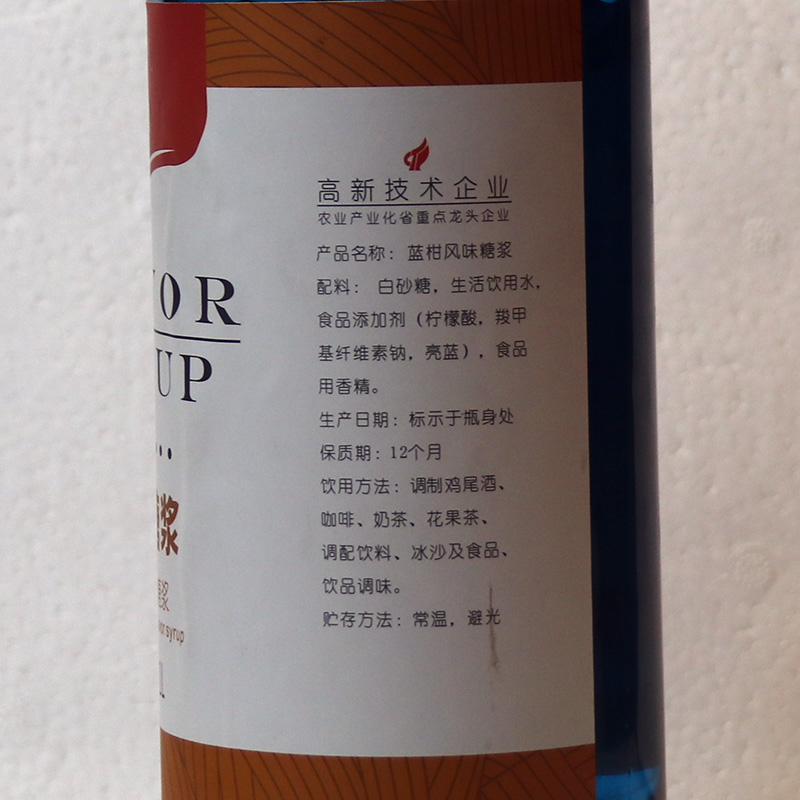 OR
UP
浆
浆
or syrup
高新技术企业
农业产业化省重点龙头企业
产品名称：蓝柑风味糖浆
配料：白砂糖，生活饮用水，
食品添加剂（柠檬酸，羧甲
基纤维素钠，亮蓝），食品
用香精。
生产日期：标示于瓶身处
保质期：12个月
饮用方法：调制鸡尾酒、
咖啡、奶茶、花果茶、
调配饮料、冰沙及食品、
饮品调味。
贮存方法：常温，避光